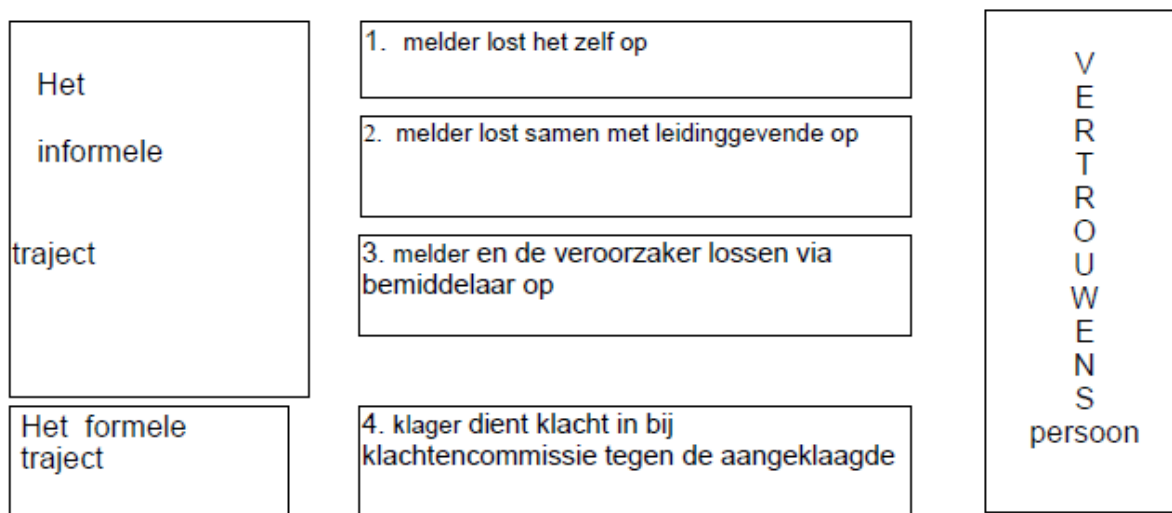 Het
informele
traject
1. melder lost het zelf op
2. melder lost samen met leidinggevende op
3. melder en de veroorzaker lossen via
bemiddelaar op
Het formele
traject
4. klager dient klacht in bij
klachtencommissie tegen de aangeklaagde
V
E
R
T
R
O
U
W
E
N
S
persoon